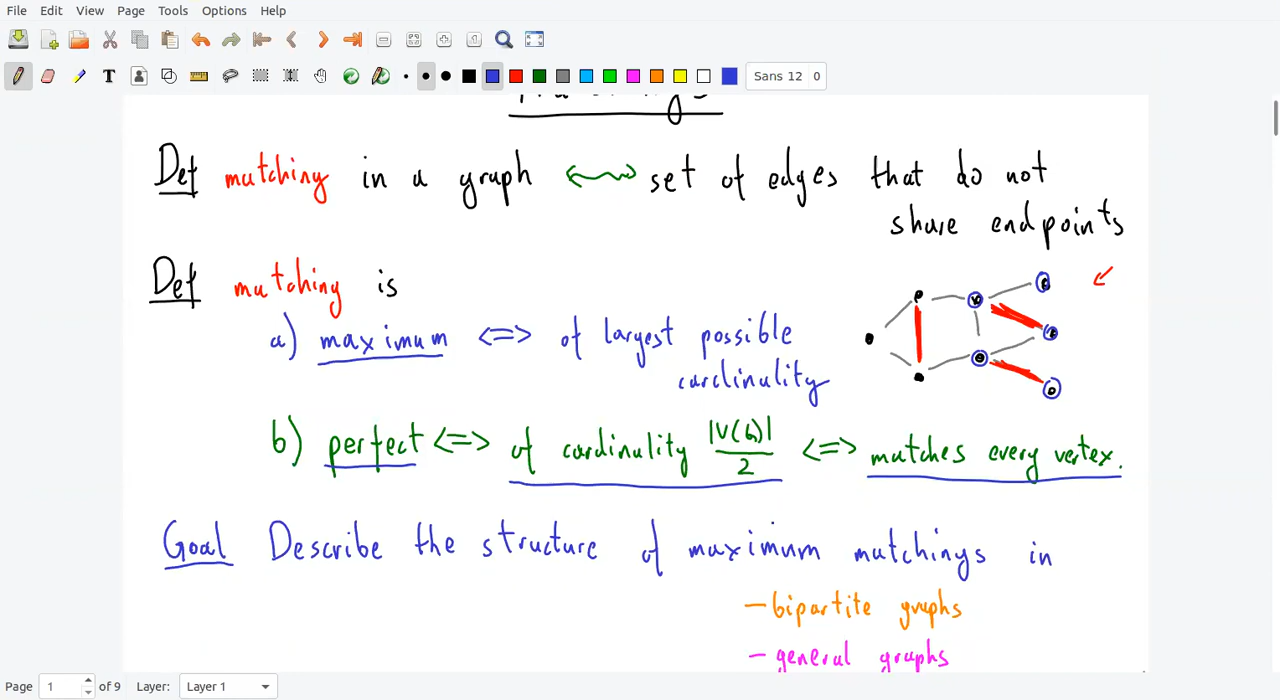 File Edit View Page Tools Options Help
Sans 12 0
Def matching in a graph <~~> set of edges that do not
share endpoints
Def matching is
a) maximum <=> of largest possible
cardinality
b) perfect <=> of cardinality |V(G)|/2 <=> matches every vertex.
Goal Describe the structure of maximum matchings in
- bipartite graphs
- general graphs
Page 1 of 9 Layer: Layer 1